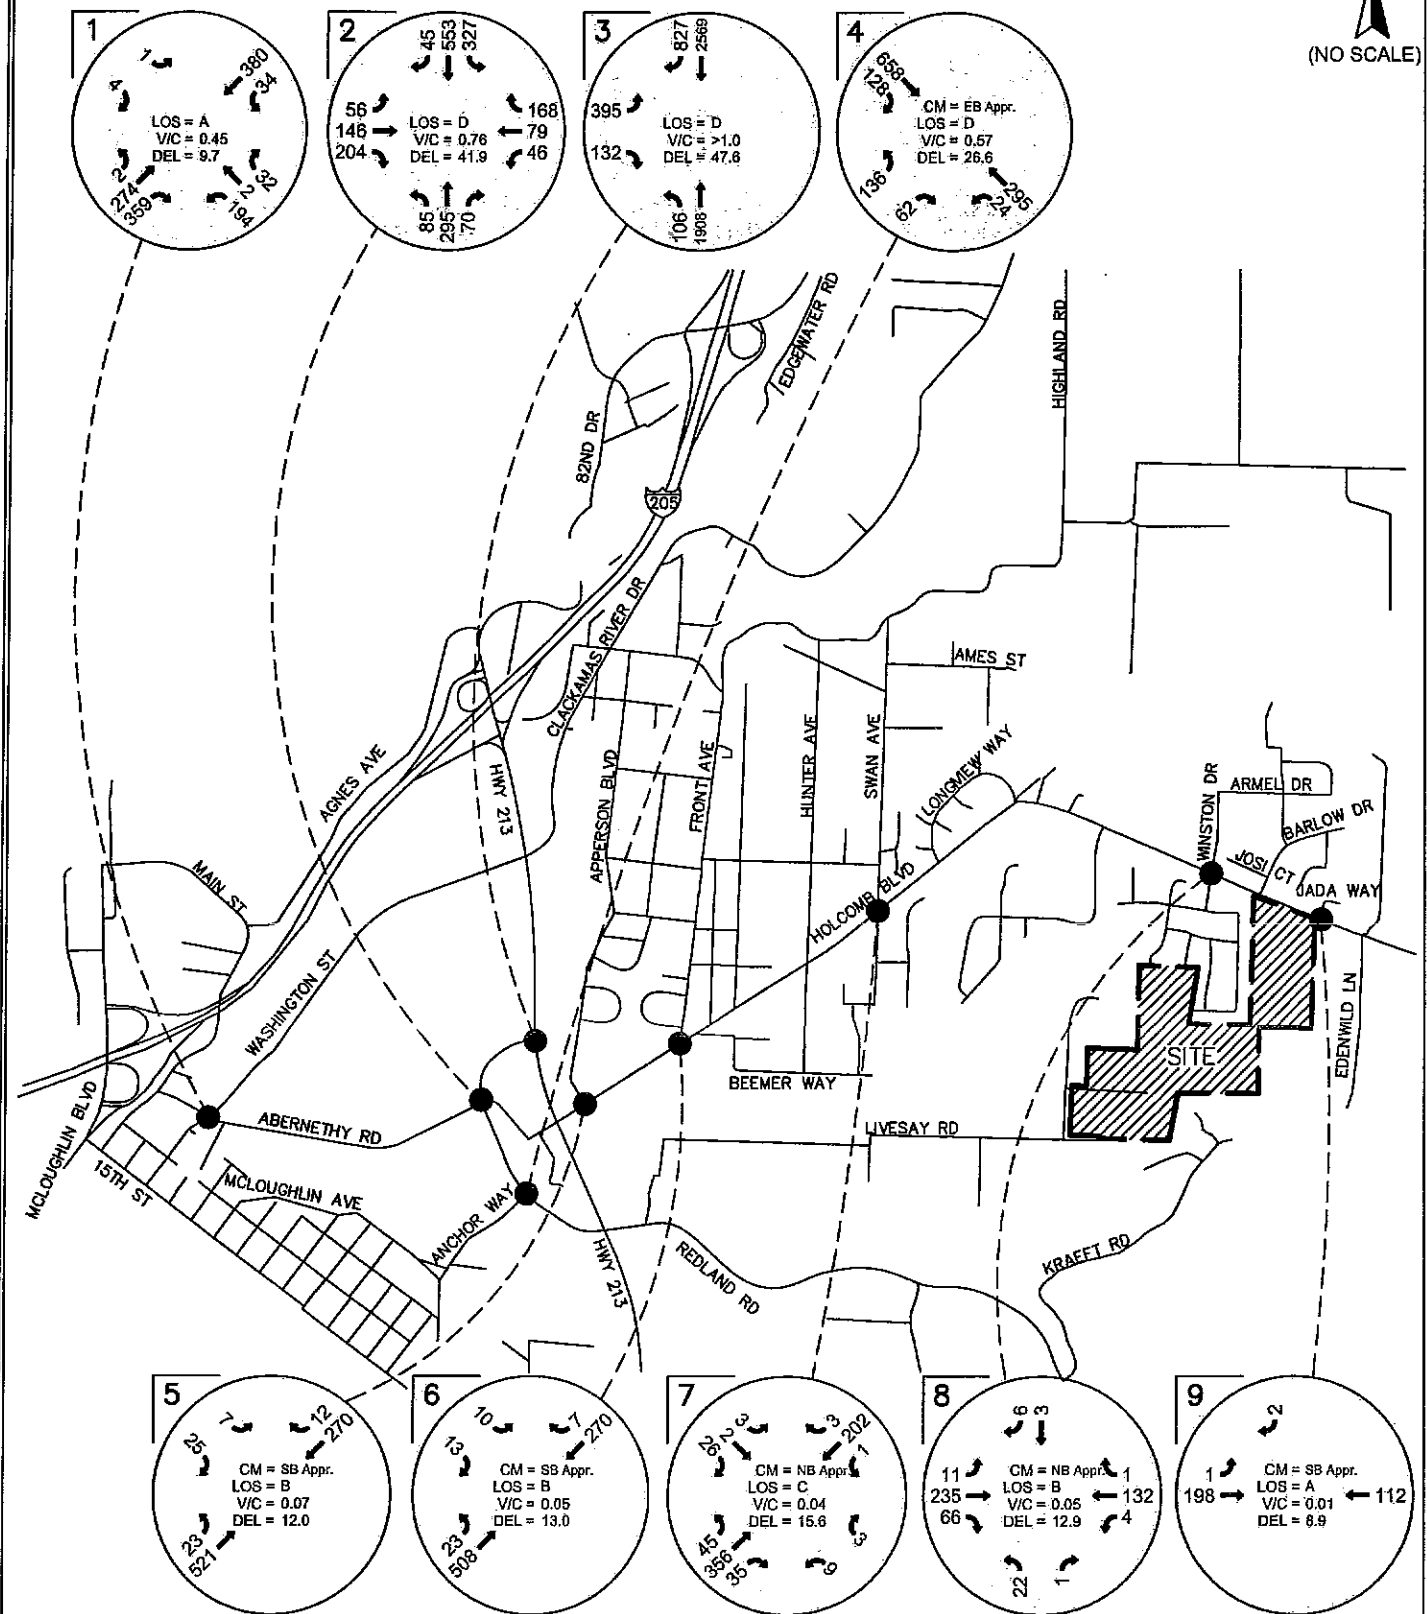 (NO SCALE)
1
1
4
380
34
LOS = A
V/C = 0.45
DEL = 9.7
2
274
359
32
2
194
2
45
553
327
56
146
204
LOS = D
V/C = 0.76
DEL = 41.9
168
79
46
85
295
70
3
827
2569
395
132
LOS = D
V/C = >1.0
DEL = 47.6
106
1908
4
658
128
CM = EB Appr.
LOS = D
V/C = 0.57
DEL = 26.6
136
62
295
24
EDGEWATER RD
HIGHLAND RD
82ND DR
205
CLACKAMAS RIVER DR
AMES ST
AGNES AVE
HWY 213
APPERSON BLVD
FRONT AVE
HUNTER AVE
SWAN AVE
LONGVIEW WAY
WINSTON DR
ARMEL DR
BARLOW DR
JOSI CT
JADA WAY
MAIN ST
HOLCOMB BLVD
WASHINGTON ST
EDENWILD LN
SITE
BEEMER WAY
MCLOUGHLIN BLVD
ABERNETHY RD
LIVESAY RD
15TH ST
MCLOUGHLIN AVE
ANCHOR WAY
HWY 213
REDLAND RD
KRAEFT RD
5
7
12
270
25
CM = SB Appr.
LOS = B
V/C = 0.07
DEL = 12.0
23
521
6
10
7
270
13
CM = SB Appr.
LOS = B
V/C = 0.05
DEL = 13.0
23
508
7
3
2
26
3
202
1
CM = NB Appr.
LOS = C
V/C = 0.04
DEL = 15.6
45
356
35
3
9
8
6
3
11
235
66
CM = NB Appr.
LOS = B
V/C = 0.05
DEL = 12.9
1
132
4
22
1
9
2
1
198
CM = SB Appr.
LOS = A
V/C = 0.01
DEL = 8.9
112